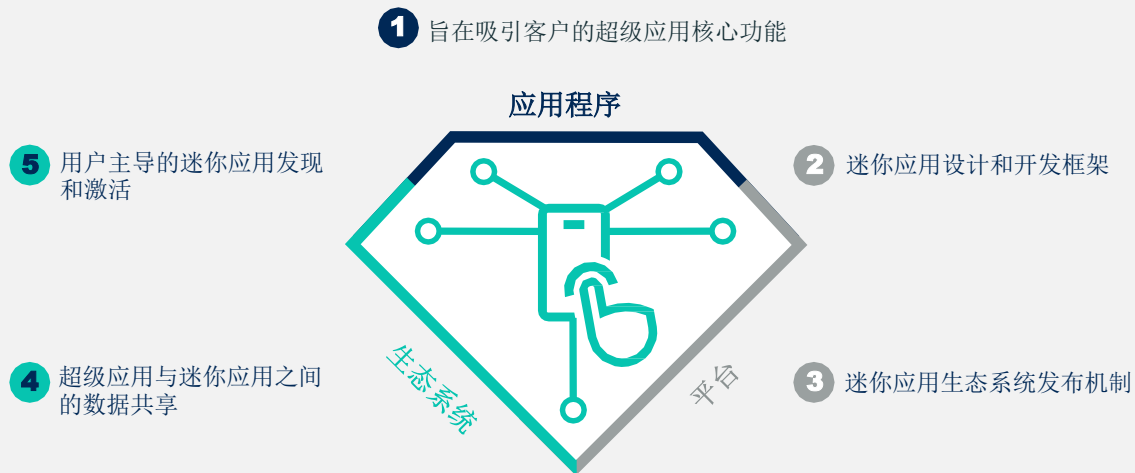 1 旨在吸引客户的超级应用核心功能
应用程序
5 用户主导的迷你应用发现
和激活
2 迷你应用设计和开发框架
生态系统
平台
4 超级应用与迷你应用之间
的数据共享
3 迷你应用生态系统发布机制